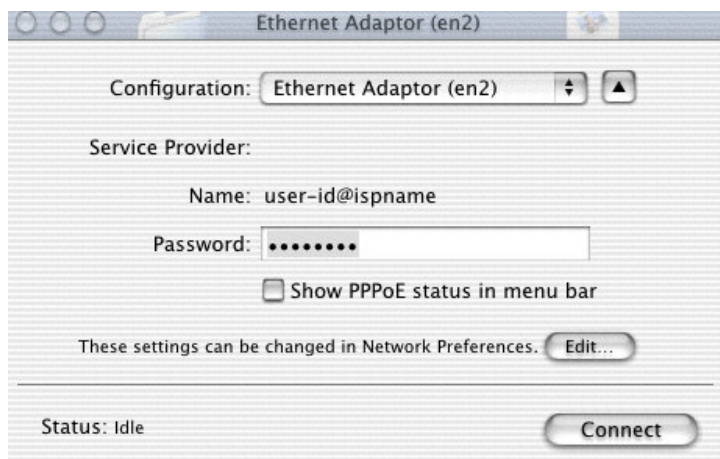 Ethernet Adaptor (en2)
Configuration: Ethernet Adaptor (en2)
Service Provider:
Name: user-id@ispname
Password: ••••••••
Show PPPoE status in menu bar
These settings can be changed in Network Preferences. Edit...
Status: Idle
Connect